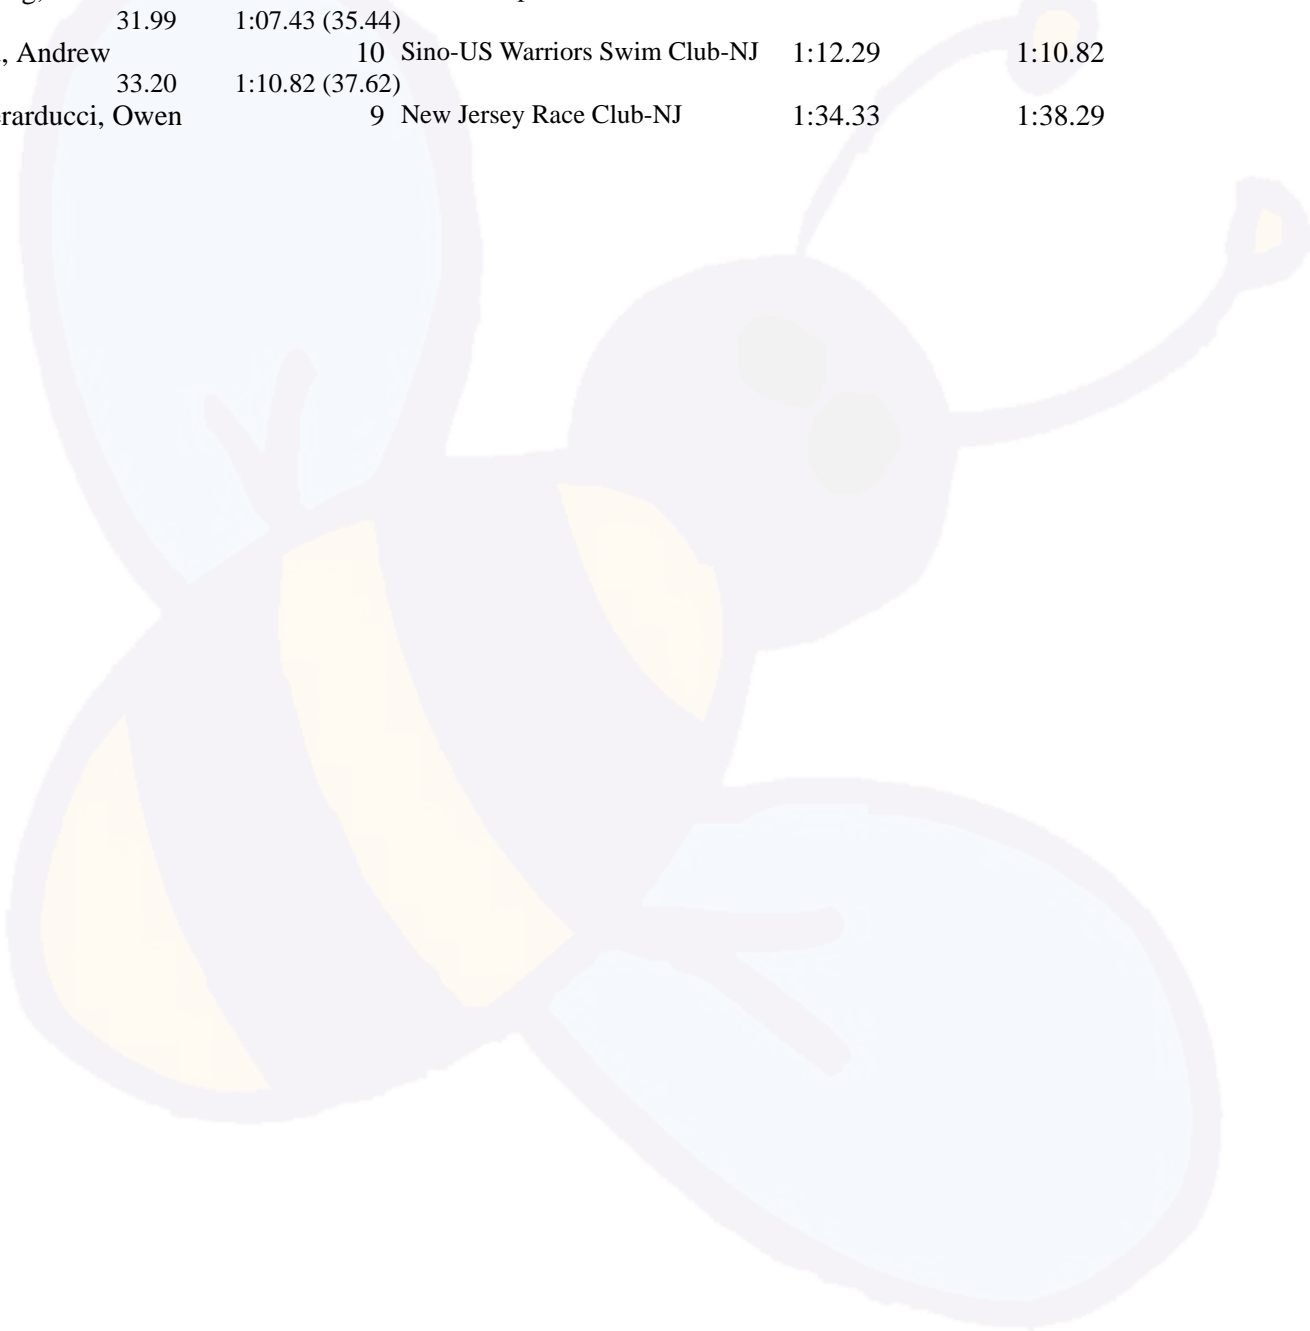 31.99 1:07.43 (35.44)
, Andrew 10 Sino-US Warriors Swim Club-NJ 1:12.29 1:10.82
33.20 1:10.82 (37.62)
erarducci, Owen 9 New Jersey Race Club-NJ 1:34.33 1:38.29